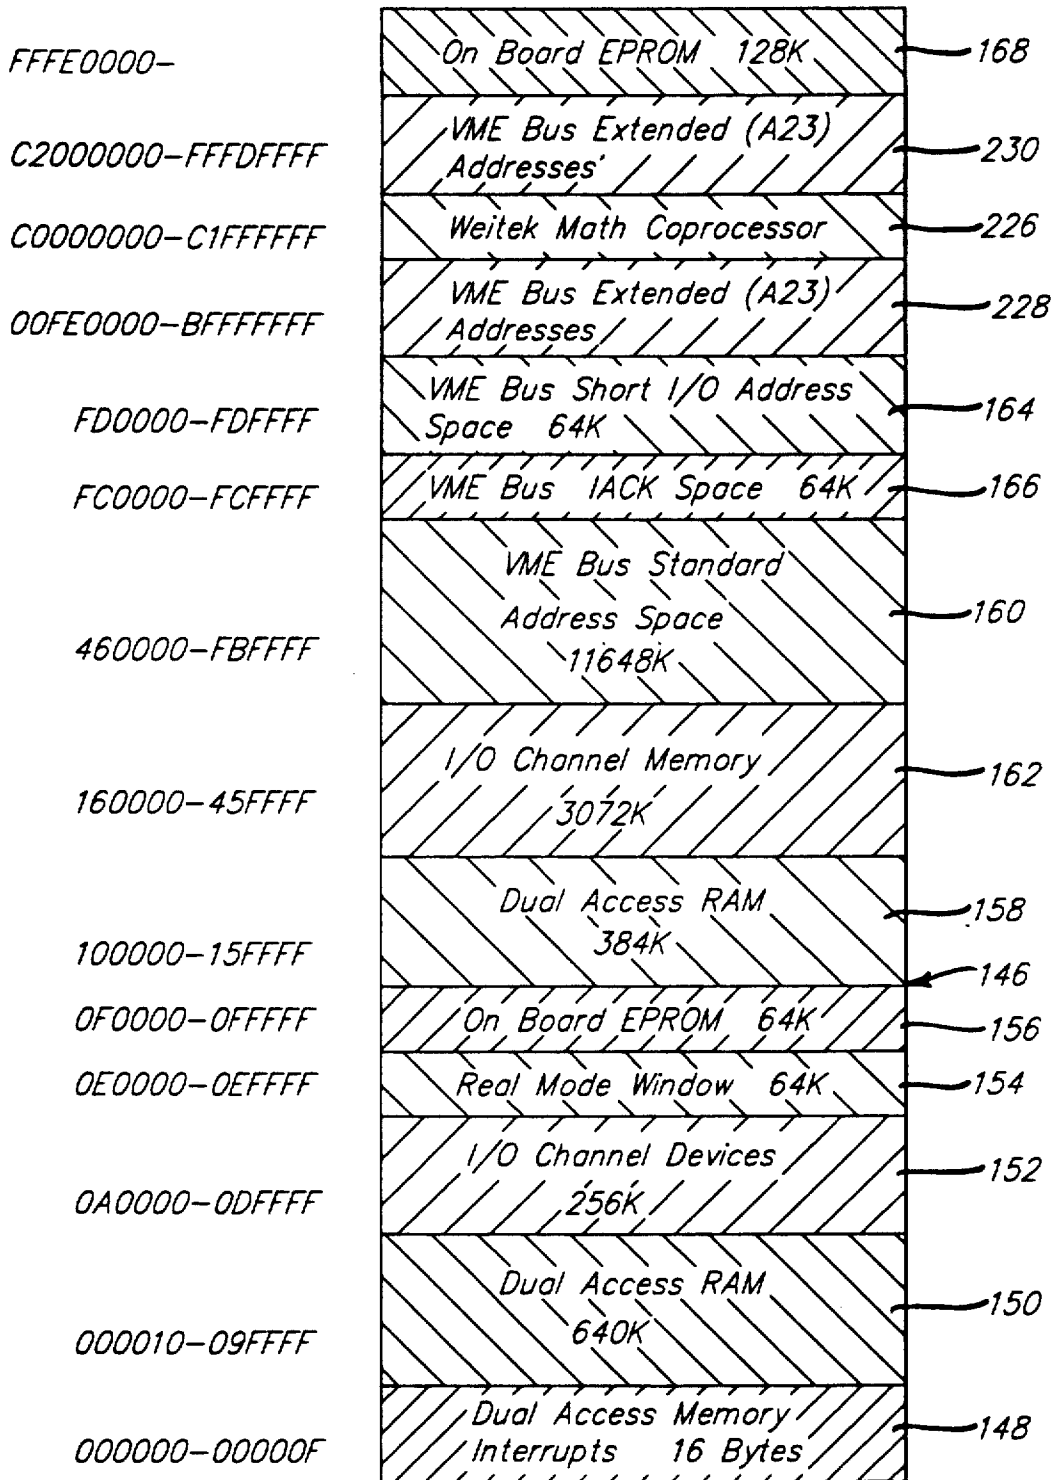 On Board EPROM 128K
168
FFFE0000-
VME Bus Extended (A23)
Addresses'
230
C2000000-FFFDFFFF
Weitek Math Coprocessor
226
C0000000-C1FFFFFF
VME Bus Extended (A23)
Addresses
228
00FE0000-BFFFFFFF
VME Bus Short I/O Address
Space 64K
164
FD0000-FDFFFF
VME Bus IACK Space 64K
166
FC0000-FCFFFF
VME Bus Standard
Address Space
11648K
160
460000-FBFFFF
I/O Channel Memory
3072K
162
160000-45FFFF
Dual Access RAM
384K
158
100000-15FFFF
146
0F0000-0FFFFF
On Board EPROM 64K
156
0E0000-0EFFFF
Real Mode Window 64K
154
I/O Channel Devices
256K
152
0A0000-0DFFFF
Dual Access RAM
640K
150
000010-09FFFF
Dual Access Memory
Interrupts 16 Bytes
148
000000-00000F